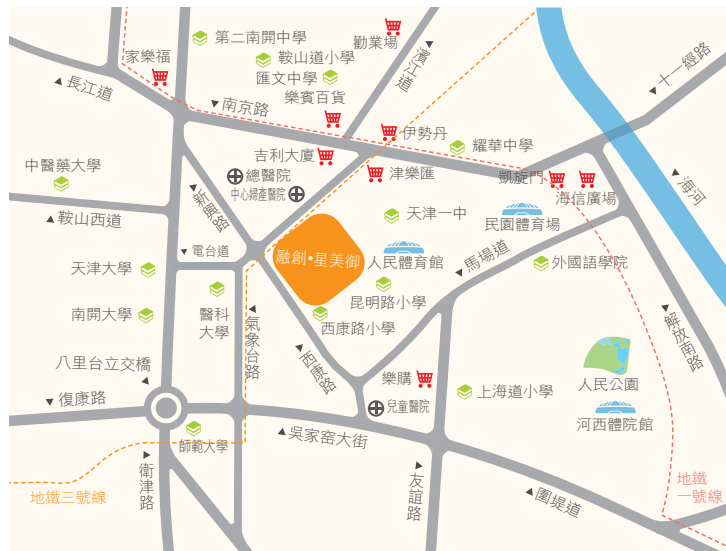 勸業場
第二南開中學
濱江道
家樂福
鞍山道小學
匯文中學
十一經路
長江道
樂賓百貨
南京路
伊勢丹
耀華中學
吉利大廈
中醫藥大學
總醫院
津樂匯
凱旋門
海河
中心婦產醫院
海信廣場
新興路
鞍山西道
天津一中
民園體育場
電台道
融創•星美御
人民體育館
馬場道
天津大學
外國語學院
昆明路小學
南開大學
醫科
大學
氣象台路
西康路小學
解放南路
八里台立交橋
西康路
樂購
人民公園
復康路
兒童醫院
上海道小學
河西體院館
師範大學
吳家窑大街
衛津路
友誼路
地鐵
一號線
地鐵三號線
圍堤道